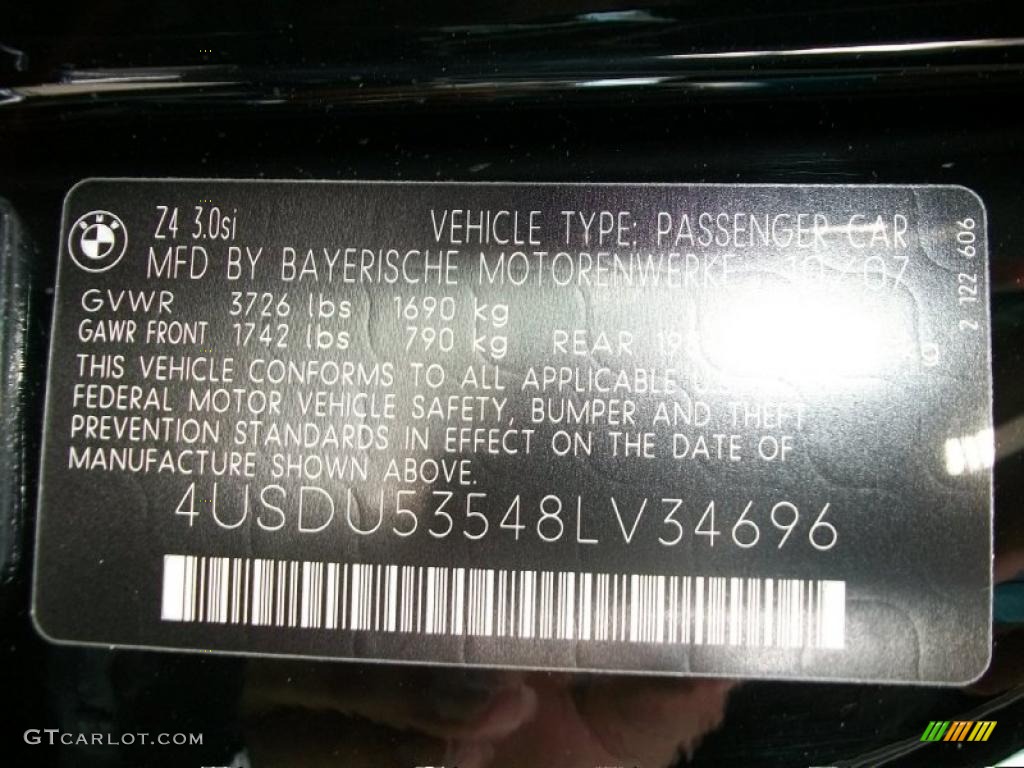 Z4 3.0si VEHICLE TYPE: PASSENGER CAR
MFD BY BAYERISCHE MOTORENWERKE 10/07
GVWR 3726 lbs 1690 kg
GAWR FRONT 1742 lbs 790 kg REAR
THIS VEHICLE CONFORMS TO ALL APPLICABLE
FEDERAL MOTOR VEHICLE SAFETY, BUMPER AND THEFT
PREVENTION STANDARDS IN EFFECT ON THE DATE OF
MANUFACTURE SHOWN ABOVE.
4USDU53548LV34696
2 122 606
GTCARLOT.COM